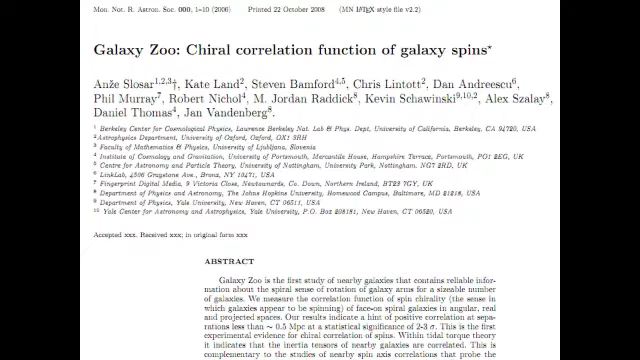 Mon. Not. R. Astron. Soc. 000, 1–10 (2006) Printed 22 October 2008 (MN LATEX style file v2.2)
Galaxy Zoo: Chiral correlation function of galaxy spins*
Anže Slosar1,2,3†, Kate Land2, Steven Bamford4,5, Chris Lintott2, Dan Andreescu6,
Phil Murray7, Robert Nichol4, M. Jordan Raddick8, Kevin Schawinski9,10,2, Alex Szalay8,
Daniel Thomas4, Jan Vandenberg8.
1 Berkeley Center for Cosmological Physics, Lawrence Berkeley Nat. Lab & Phys. Dept, University of California, Berkeley, CA 94720, USA
2 Astrophysics Department, University of Oxford, Oxford, OX1 3RH
3 Faculty of Mathematics & Physics, University of Ljubljana, Slovenia
4 Institute of Cosmology and Gravitation, University of Portsmouth, Mercantile House, Hampshire Terrace, Portsmouth, PO1 2EG, UK
5 Centre for Astronomy and Particle Theory, University of Nottingham, University Park, Nottingham, NG7 2RD, UK
6 LinkLab, 4506 Graystone Ave., Bronx, NY 10471, USA
7 Fingerprint Digital Media, 9 Victoria Close, Newtownards, Co. Down, Northern Ireland, BT23 7GY, UK
8 Department of Physics and Astronomy, The Johns Hopkins University, Homewood Campus, Baltimore, MD 21218, USA
9 Department of Physics, Yale University, New Haven, CT 06511, USA
10 Yale Center for Astronomy and Astrophysics, Yale University, P.O. Box 208121, New Haven, CT 06520, USA
Accepted xxx. Received xxx; in original form xxx
ABSTRACT
Galaxy Zoo is the first study of nearby galaxies that contains reliable infor-
mation about the spiral sense of rotation of galaxy arms for a sizeable number
of galaxies. We measure the correlation function of spin chirality (the sense in
which galaxies appear to be spinning) of face-on spiral galaxies in angular, real
and projected spaces. Our results indicate a hint of positive correlation at sep-
arations less than ∼ 0.5 Mpc at a statistical significance of 2-3 σ. This is the first
experimental evidence for chiral correlation of spins. Within tidal torque theory
it indicates that the inertia tensors of nearby galaxies are correlated. This is
complementary to the studies of nearby spin axis correlations that probe the